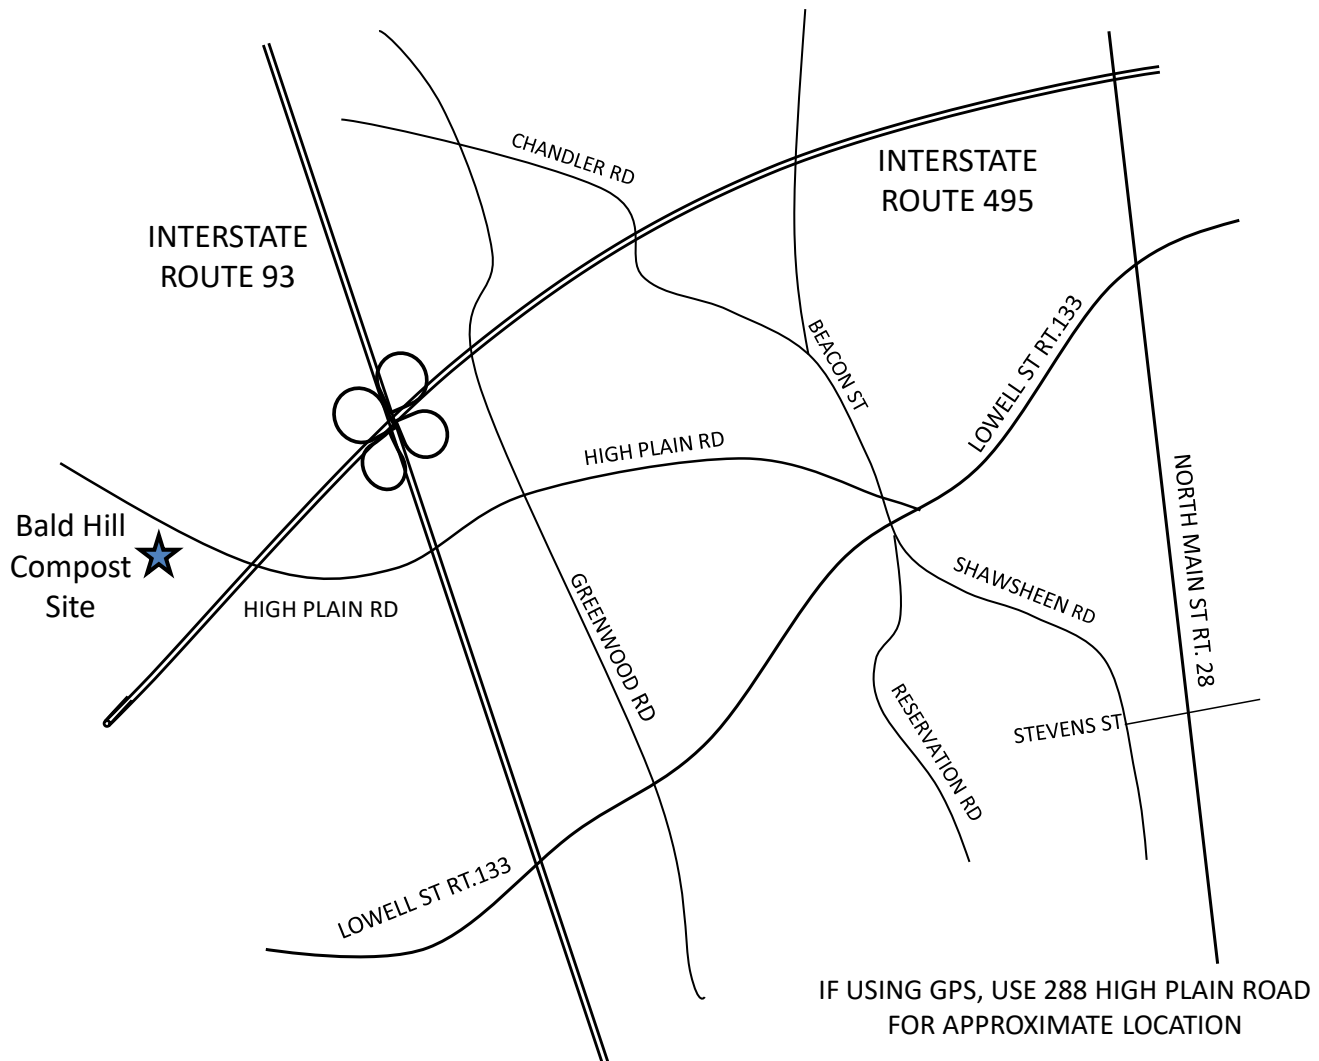 CHANDLER RD
INTERSTATE
ROUTE 495
INTERSTATE
ROUTE 93
BEACON ST
LOWELL ST RT.133
HIGH PLAIN RD
NORTH MAIN ST RT. 28
Bald Hill
Compost
Site
HIGH PLAIN RD
GREENWOOD RD
SHAWSHEEN RD
RESERVATION RD
STEVENS ST
LOWELL ST RT.133
IF USING GPS, USE 288 HIGH PLAIN ROAD
FOR APPROXIMATE LOCATION